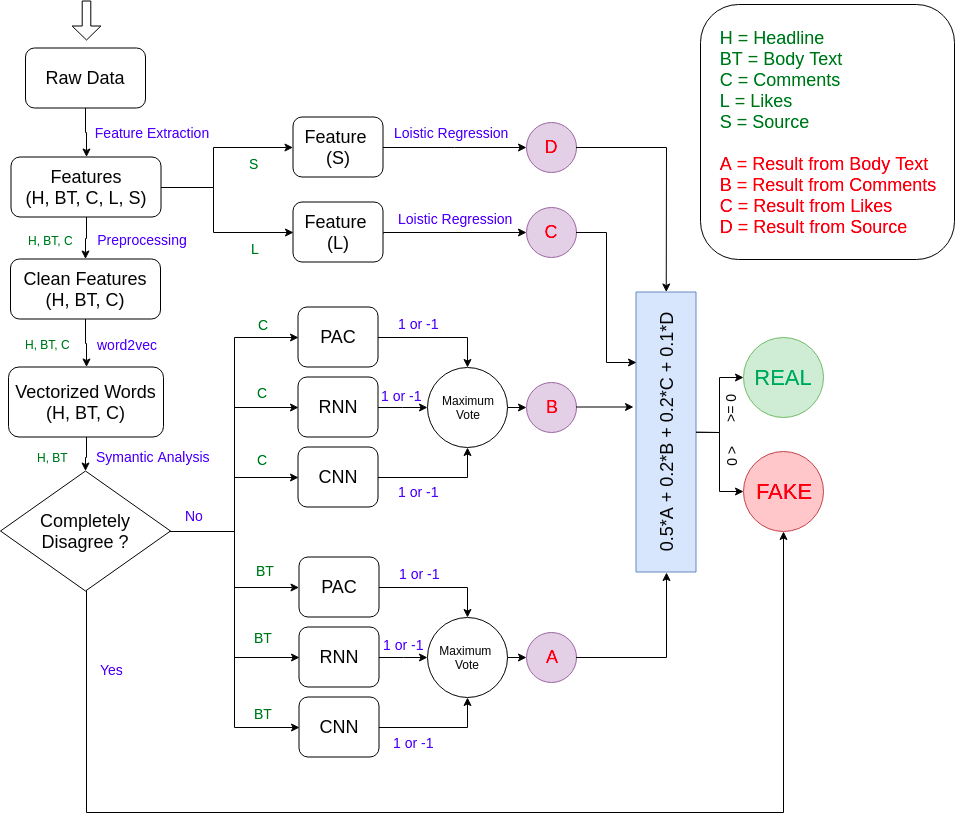 Raw Data
Feature Extraction
Features
(H, BT, C, L, S)
H, BT, C
Preprocessing
Clean Features
(H, BT, C)
H, BT, C
word2vec
Vectorized Words
(H, BT, C)
H, BT
Symantic Analysis
Completely
Disagree ?
No
Yes
S
Feature
(S)
Loistic Regression
D
L
Feature
(L)
Loistic Regression
C
C
PAC
1 or -1
C
RNN
1 or -1
C
CNN
1 or -1
Maximum
Vote
B
BT
PAC
1 or -1
BT
RNN
1 or -1
BT
CNN
1 or -1
Maximum
Vote
A
0.5*A + 0.2*B + 0.2*C + 0.1*D
>= 0
0 >
REAL
FAKE
H = Headline
BT = Body Text
C = Comments
L = Likes
S = Source
A = Result from Body Text
B = Result from Comments
C = Result from Likes
D = Result from Source